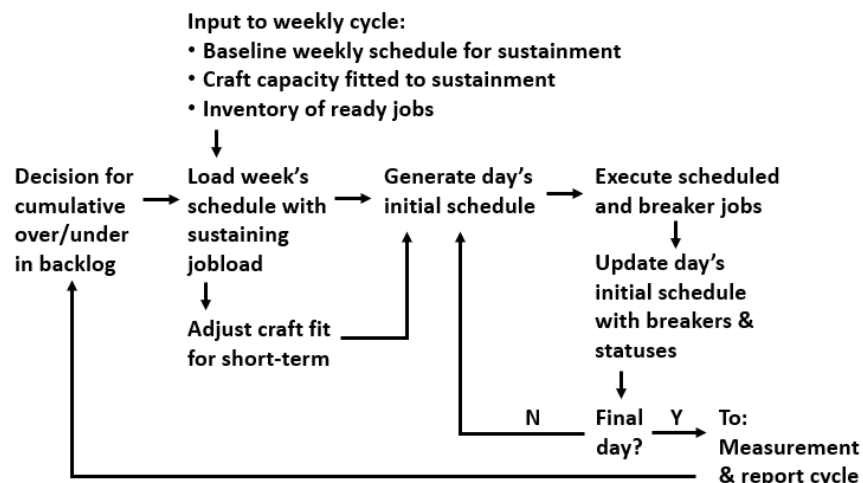 Input to weekly cycle:
• Baseline weekly schedule for sustainment
• Craft capacity fitted to sustainment
• Inventory of ready jobs
Decision for
cumulative
over/under
in backlog
Load week’s
schedule with
sustaining
jobload
Generate day’s
initial schedule
Execute scheduled
and breaker jobs
Update day’s
initial schedule
with breakers &
statuses
Adjust craft fit
for short-term
N
Final
day?
Y
To:
Measurement
& report cycle